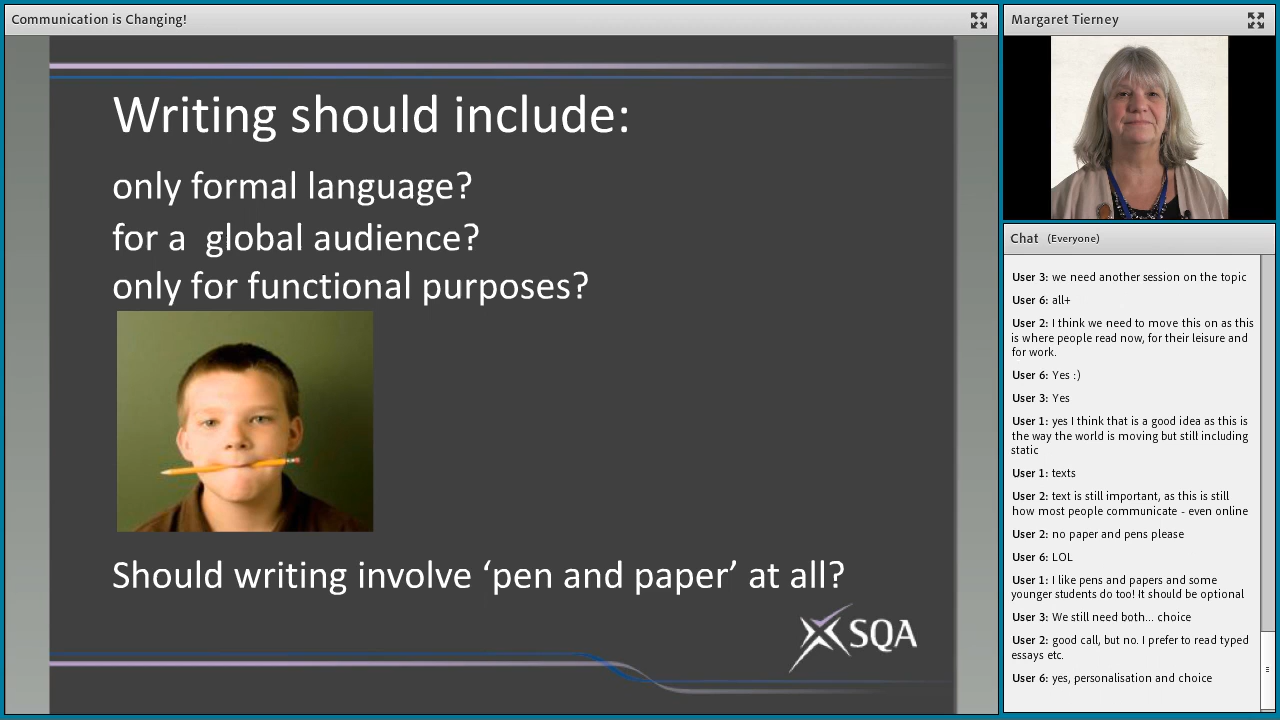 Communication is Changing!
Writing should include:
only formal language?
for a  global audience?
only for functional purposes?
Should writing involve ‘pen and paper’ at all?
SQA
Margaret Tierney
Chat (Everyone)
User 3: we need another session on the topic
User 6: all+
User 2: I think we need to move this on as this
is where people read now, for their leisure and
for work.
User 6: Yes :)
User 3: Yes
User 1: yes I think that is a good idea as this is
the way the world is moving but still including
static
User 1: texts
User 2: text is still important, as this is still
how most people communicate - even online
User 2: no paper and pens please
User 6: LOL
User 1: I like pens and papers and some
younger students do too! It should be optional
User 3: We still need both... choice
User 2: good call, but no. I prefer to read typed
essays etc.
User 6: yes, personalisation and choice